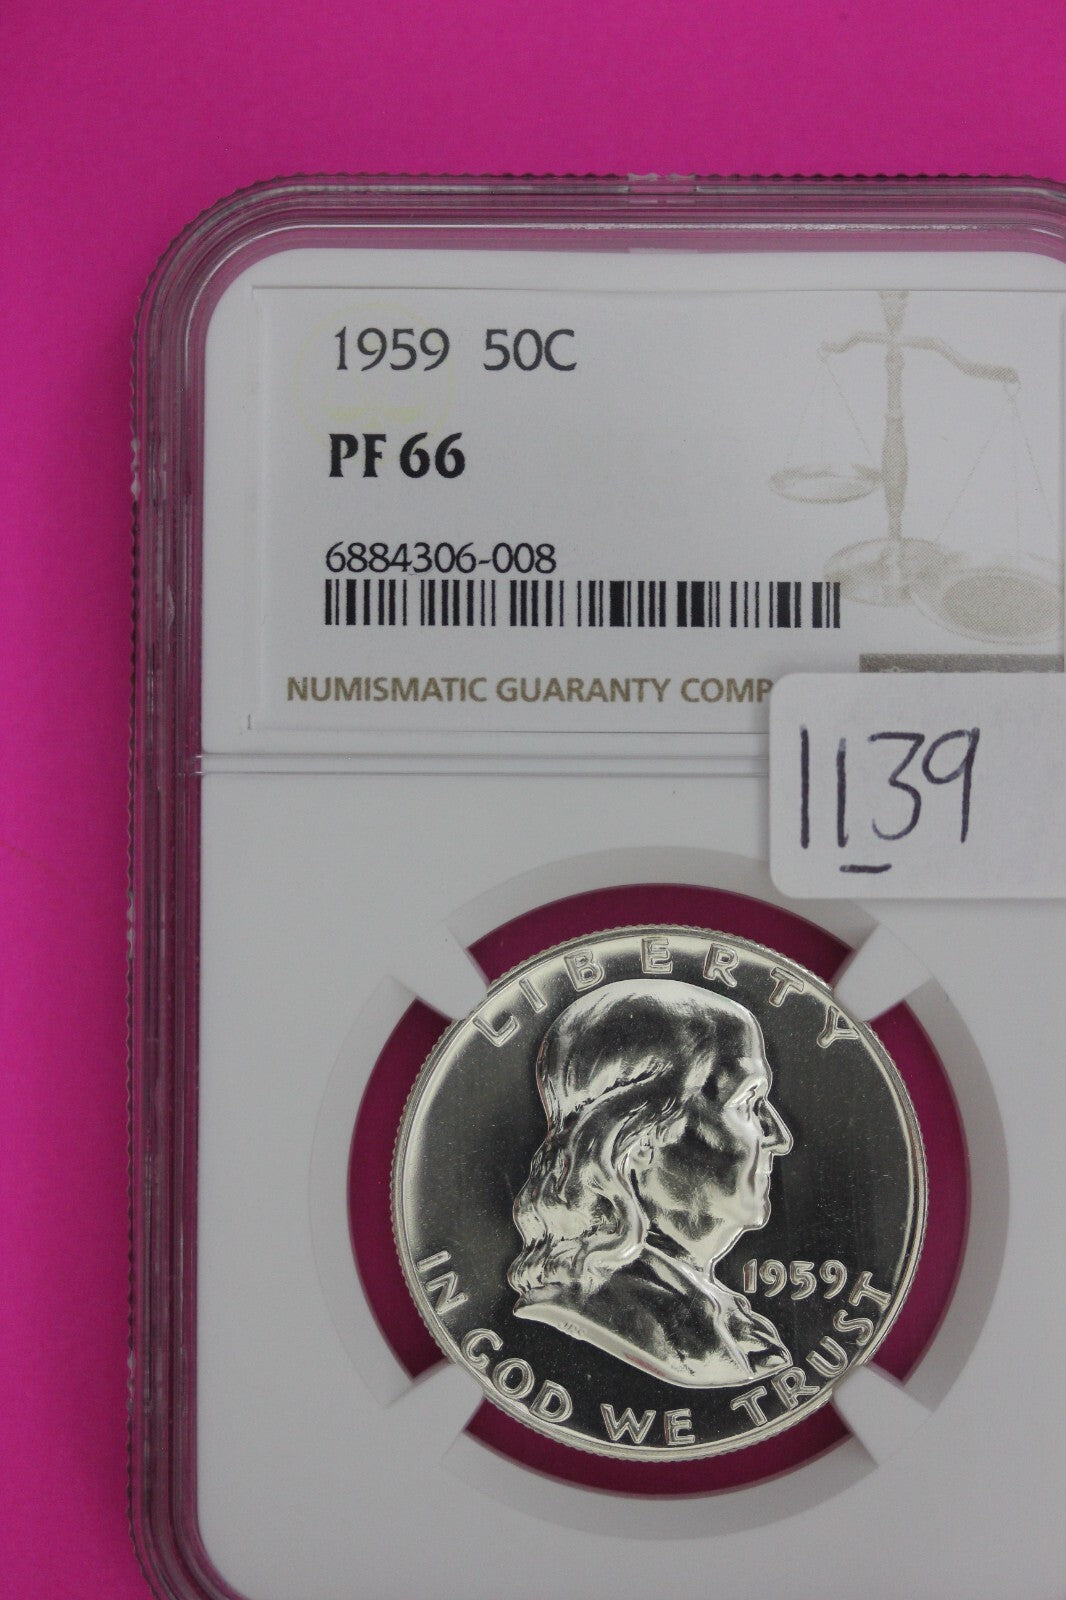 1959 50C
PF 66
6884306-008
NUMISMATIC GUARANTY COMP
1139
LIBERTY
1959
IN GOD WE TRUST